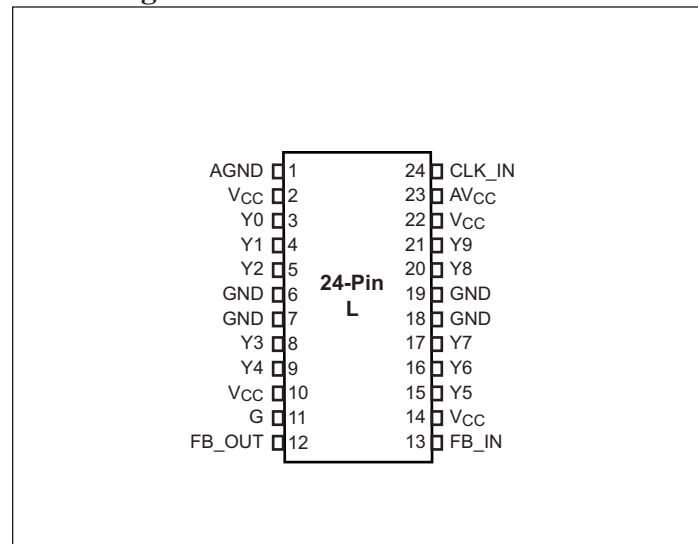 AGND 1 24 CLK_IN
VCC 2 23 AVCC
Y0 3 22 VCC
Y1 4 21 Y9
Y2 5 20 Y8
GND 6 24-Pin 19 GND
GND 7 L 18 GND
Y3 8 17 Y7
Y4 9 16 Y6
VCC 10 15 Y5
G 11 14 VCC
FB_OUT 12 13 FB_IN